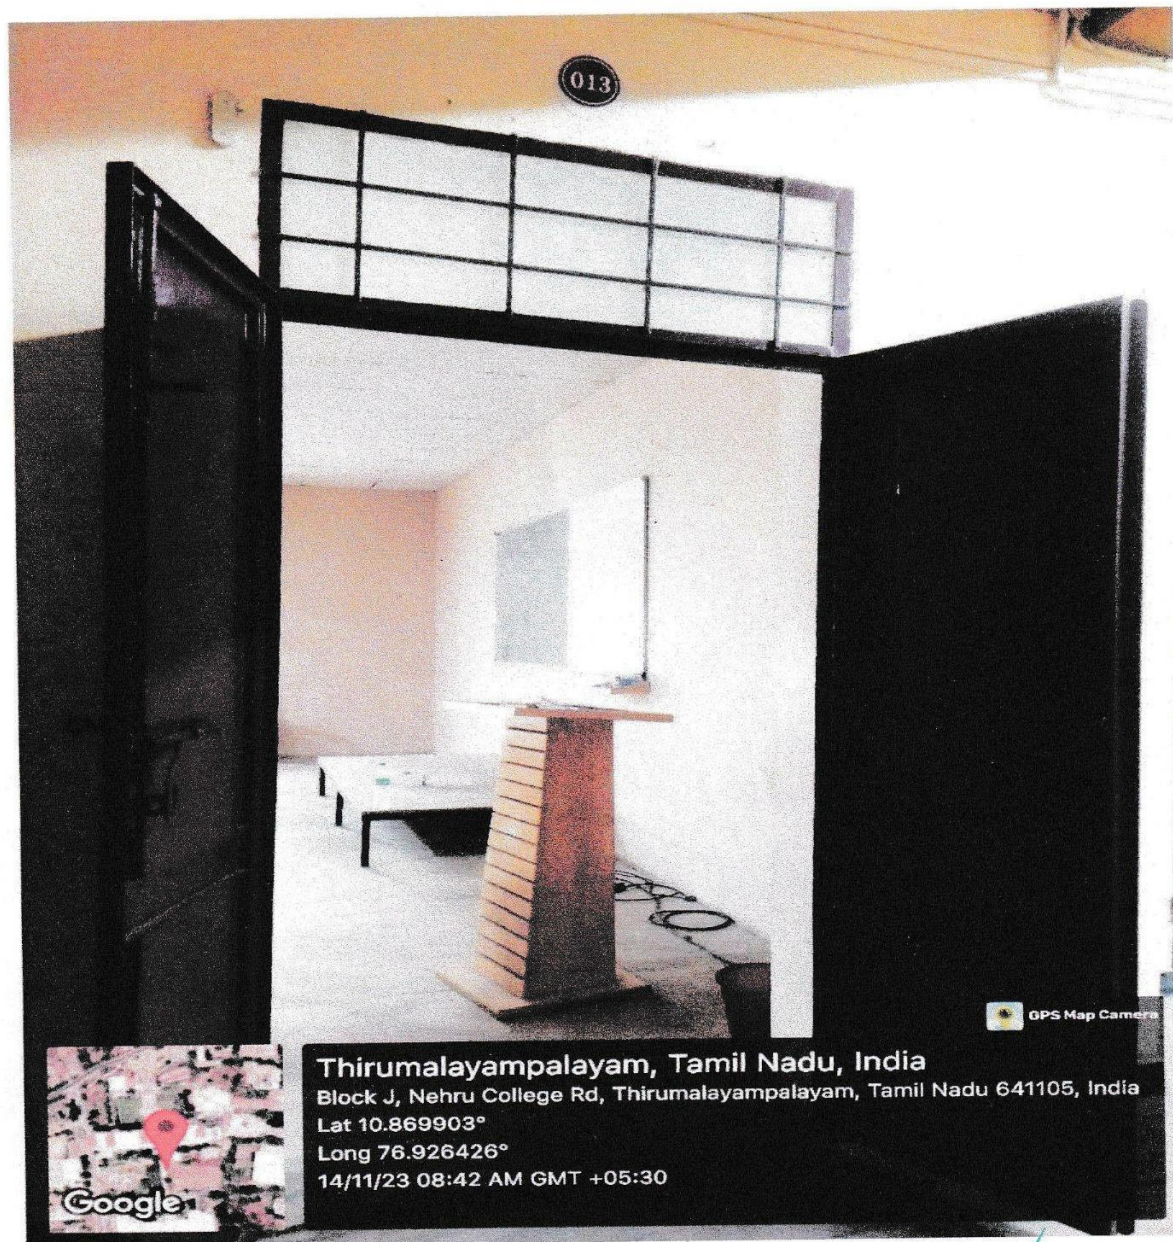 013
GPS Map Camera
Thirumalayampalayam, Tamil Nadu, India
Block J, Nehru College Rd, Thirumalayampalayam, Tamil Nadu 641105, India
Lat 10.869903°
Long 76.926426°
14/11/23 08:42 AM GMT +05:30
Google